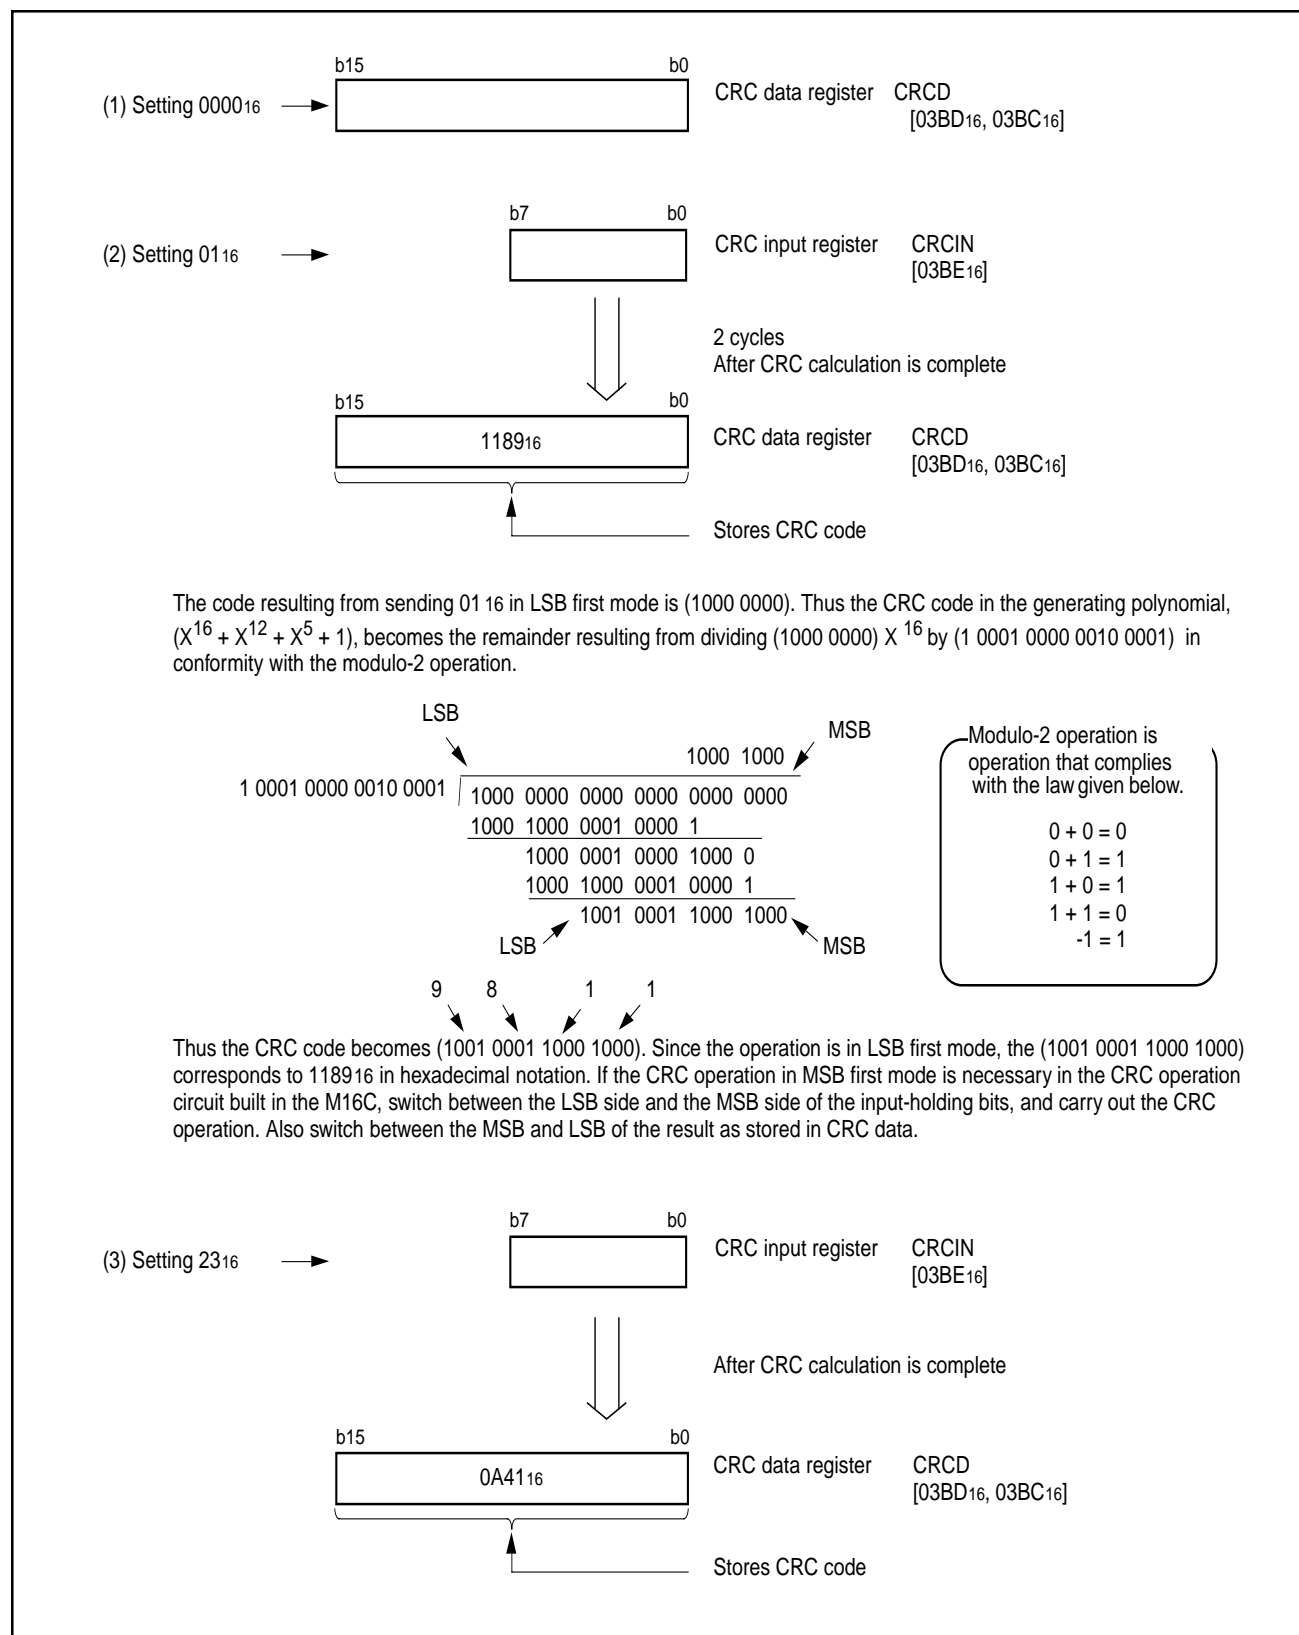 b15 b0
(1) Setting 0000₁₆ CRC data register CRCD
[03BD₁₆, 03BC₁₆]
b7 b0
(2) Setting 01₁₆ CRC input register CRCIN
[03BE₁₆]
2 cycles
After CRC calculation is complete
b15 b0
1189₁₆ CRC data register CRCD
[03BD₁₆, 03BC₁₆]
Stores CRC code
The code resulting from sending 01₁₆ in LSB first mode is (1000 0000). Thus the CRC code in the generating polynomial,
(X¹⁶ + X¹² + X⁵ + 1), becomes the remainder resulting from dividing (1000 0000) X ¹⁶ by (1 0001 0000 0010 0001) in
conformity with the modulo-2 operation.
LSB MSB
1000 1000
1 0001 0000 0010 0001 1000 0000 0000 0000 0000 0000
1000 1000 0001 0000 1
1000 0001 0000 1000 0
1000 1000 0001 0000 1
1001 0001 1000 1000
LSB MSB
Modulo-2 operation is
operation that complies
with the law given below.
0 + 0 = 0
0 + 1 = 1
1 + 0 = 1
1 + 1 = 0
-1 = 1
9 8 1 1
Thus the CRC code becomes (1001 0001 1000 1000). Since the operation is in LSB first mode, the (1001 0001 1000 1000)
corresponds to 1189₁₆ in hexadecimal notation. If the CRC operation in MSB first mode is necessary in the CRC operation
circuit built in the M16C, switch between the LSB side and the MSB side of the input-holding bits, and carry out the CRC
operation. Also switch between the MSB and LSB of the result as stored in CRC data.
b7 b0
(3) Setting 23₁₆ CRC input register CRCIN
[03BE₁₆]
After CRC calculation is complete
b15 b0
0A41₁₆ CRC data register CRCD
[03BD₁₆, 03BC₁₆]
Stores CRC code